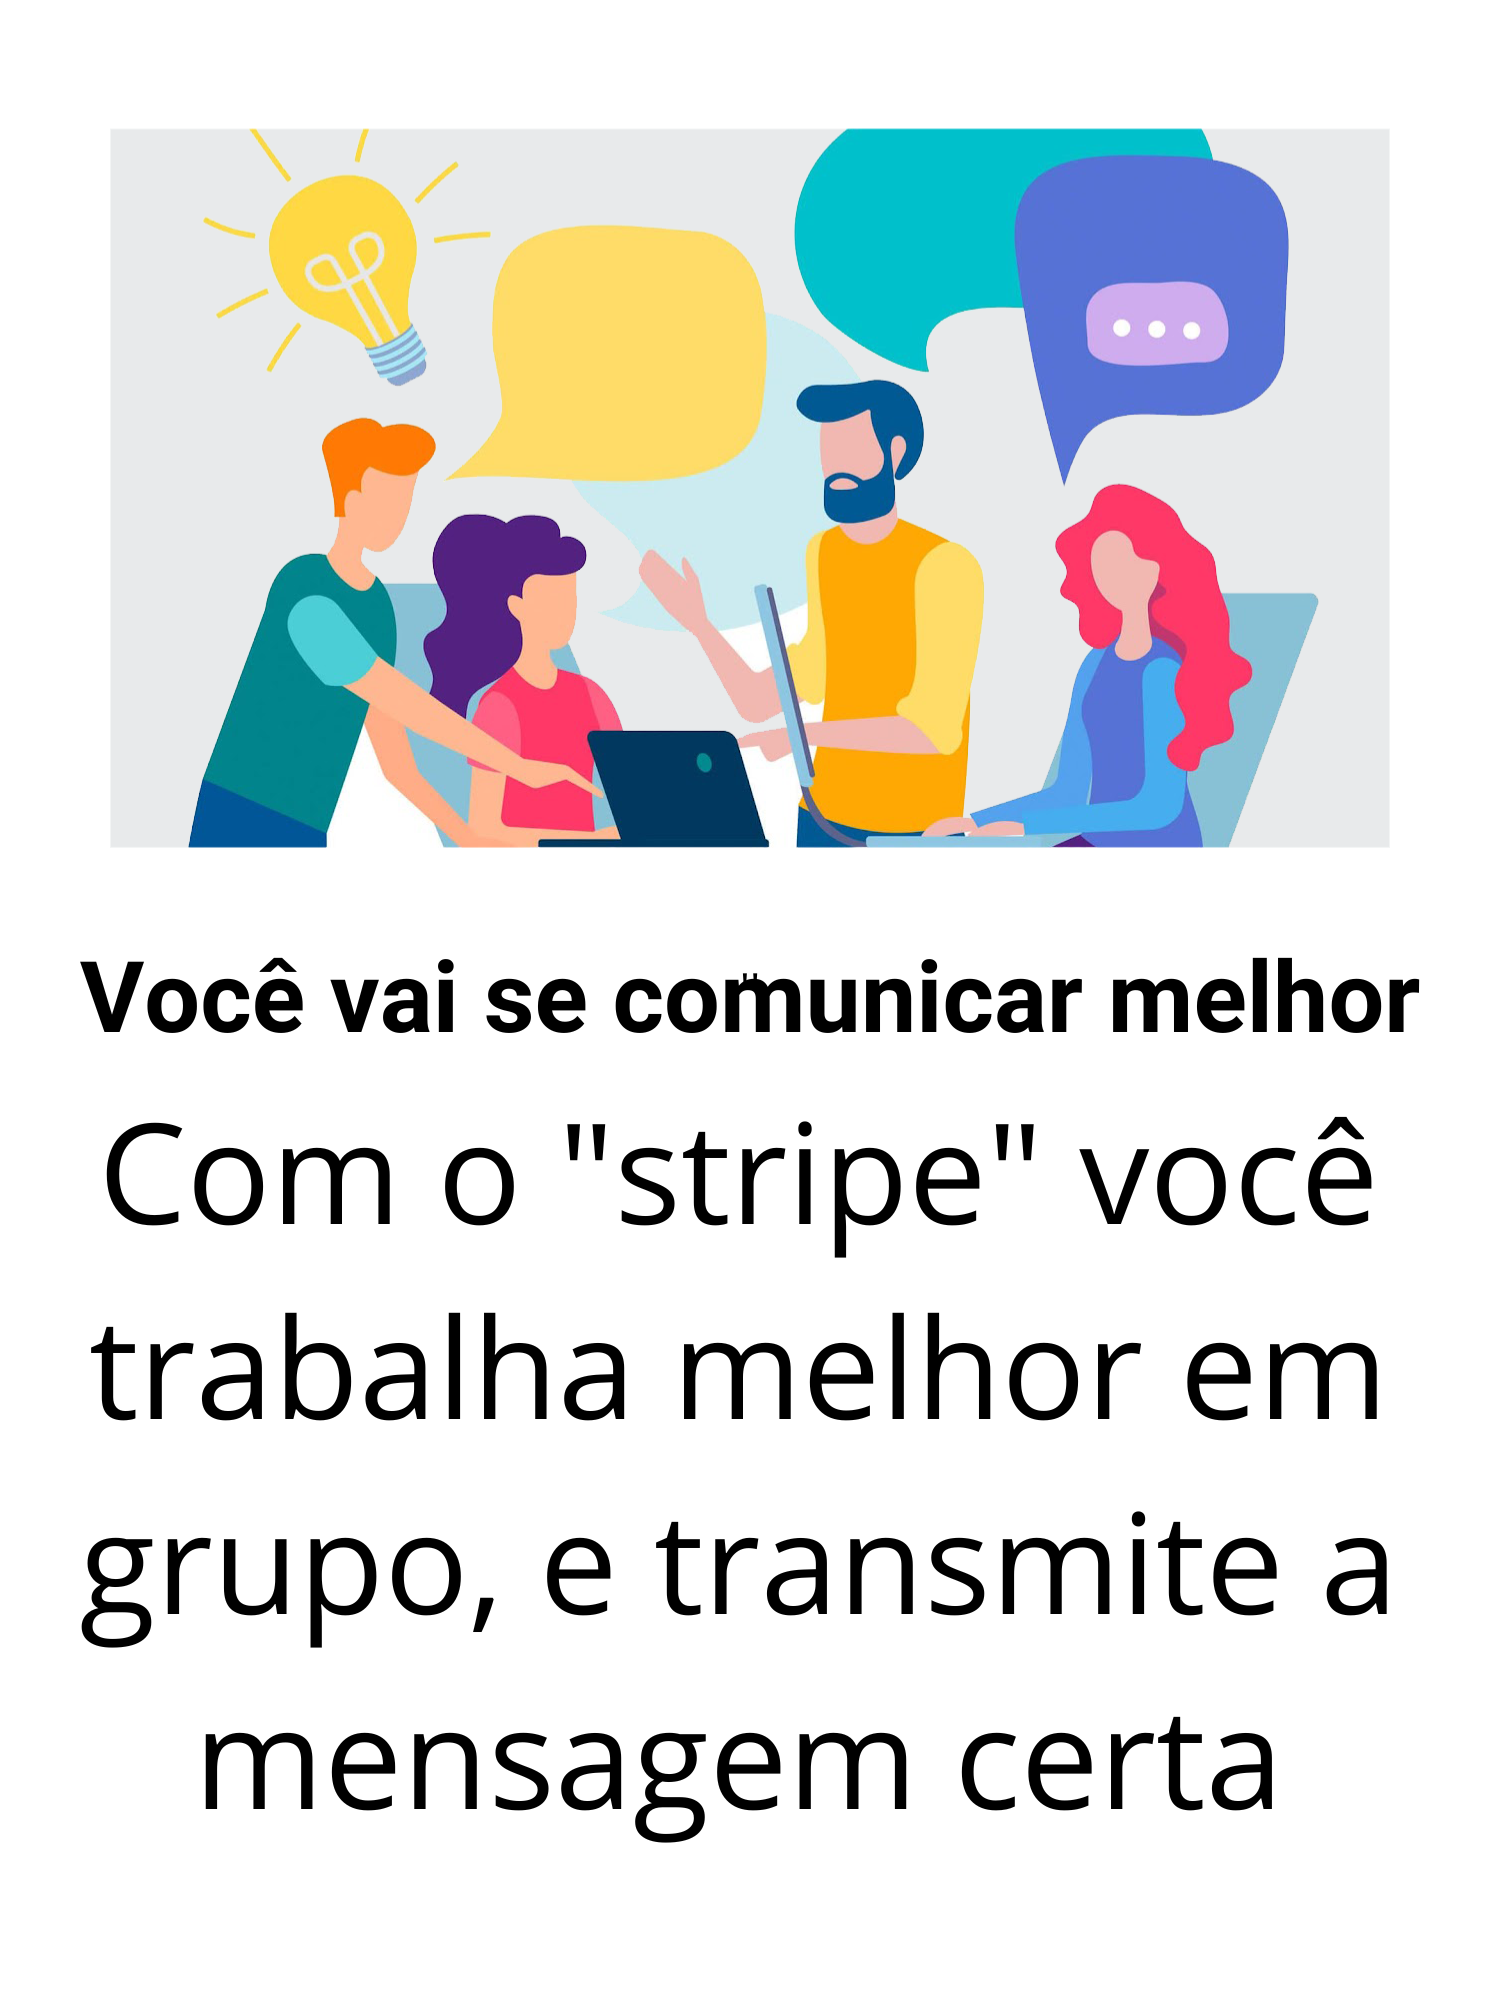 Você vai se comunicar melhor
Com o "stripe" você
trabalha melhor em
grupo, e transmite a
mensagem certa